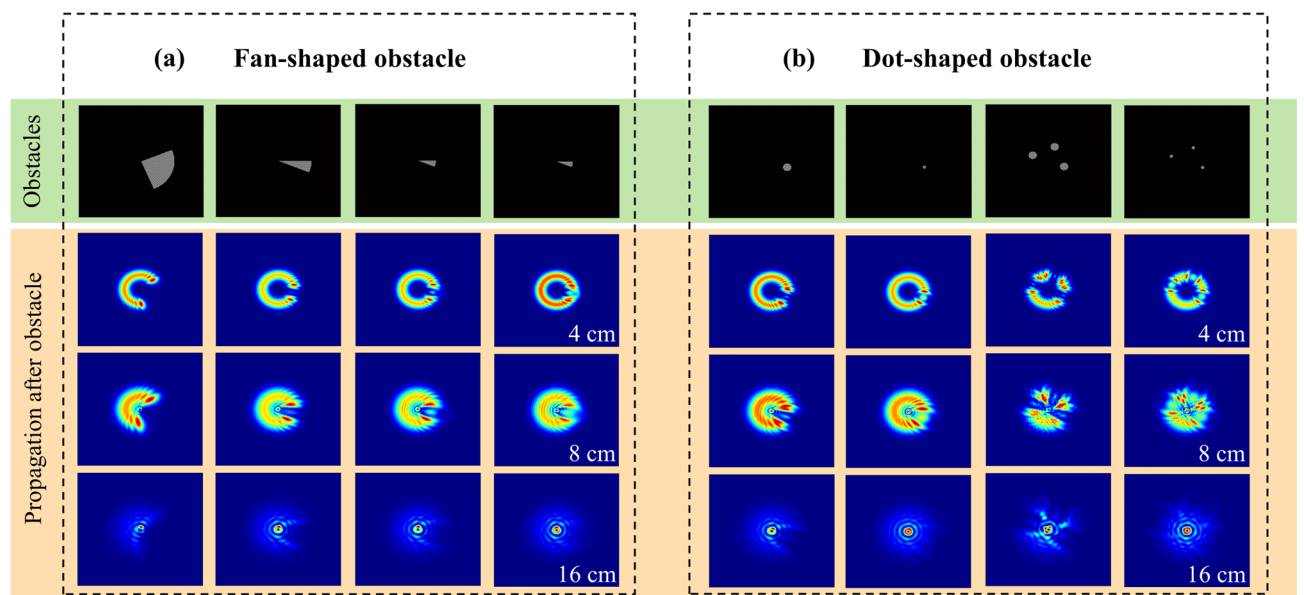 (a) Fan-shaped obstacle
(b) Dot-shaped obstacle
Obstacles
Propagation after obstacle
4 cm
4 cm
8 cm
8 cm
16 cm
16 cm